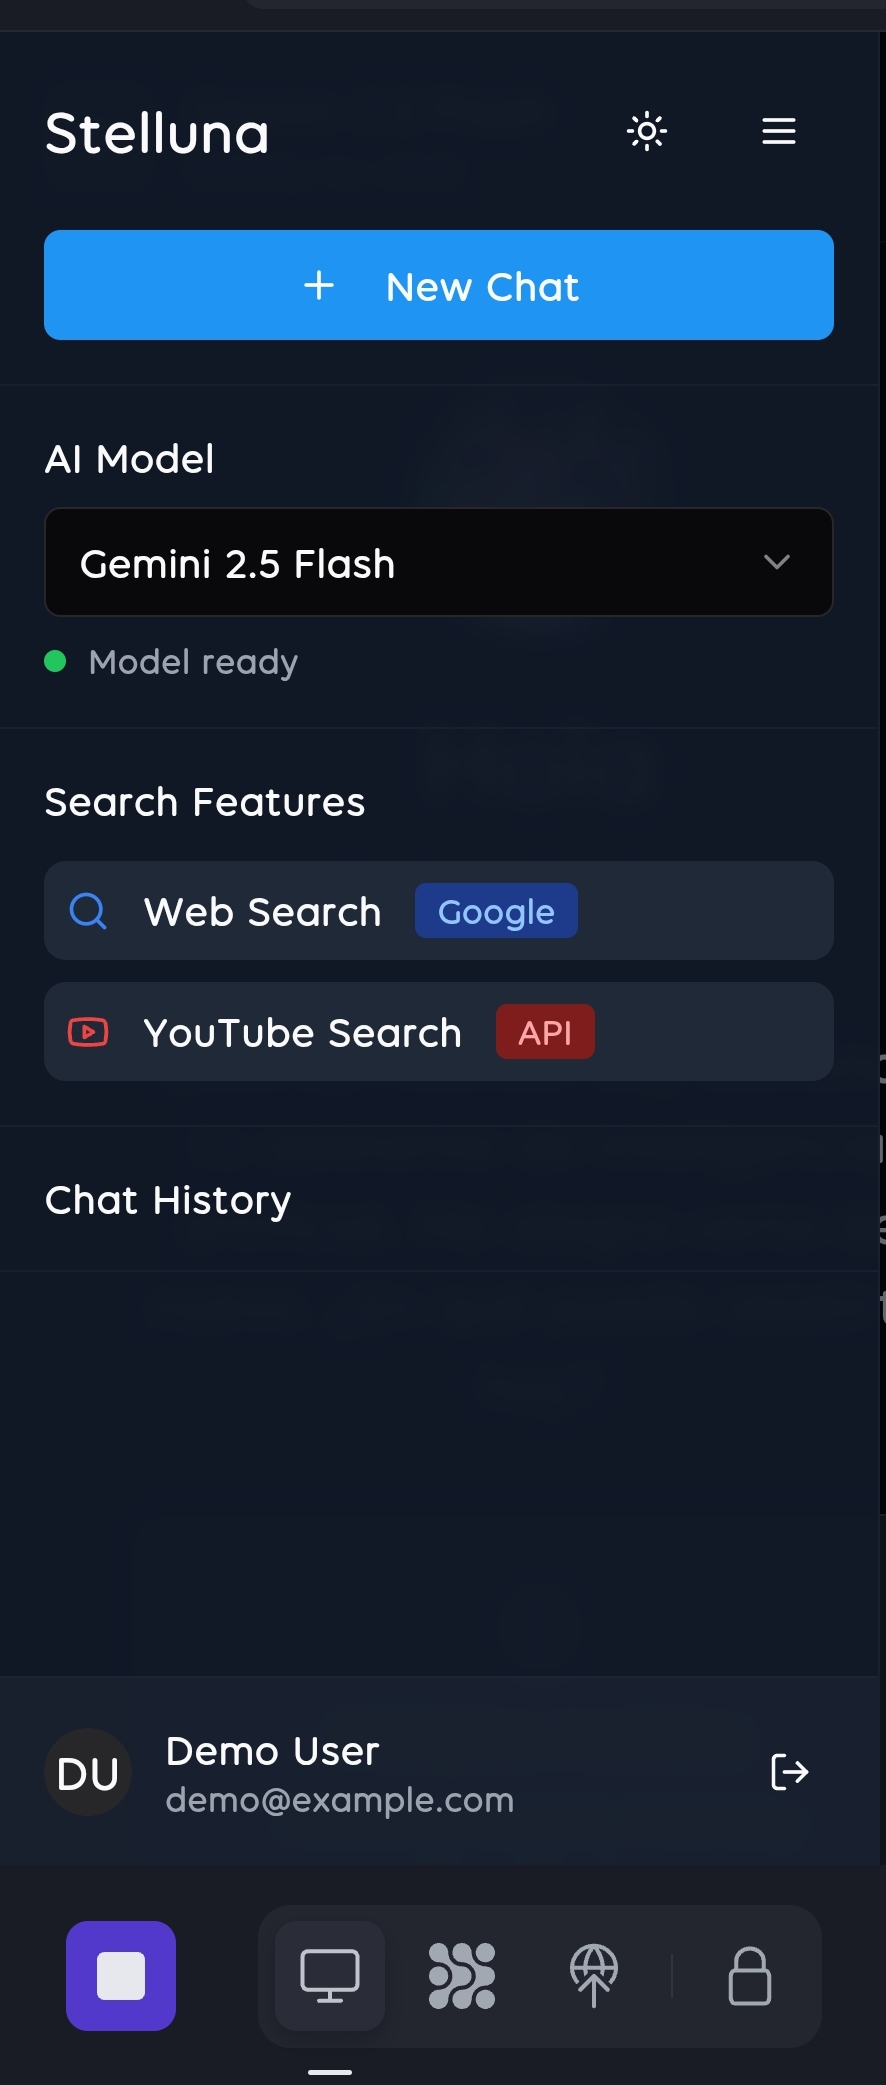 Stelluna
New Chat
AI Model
Gemini 2.5 Flash
Model ready
Search Features
Web Search Google
YouTube Search API
Chat History
DU
Demo User
demo@example.com